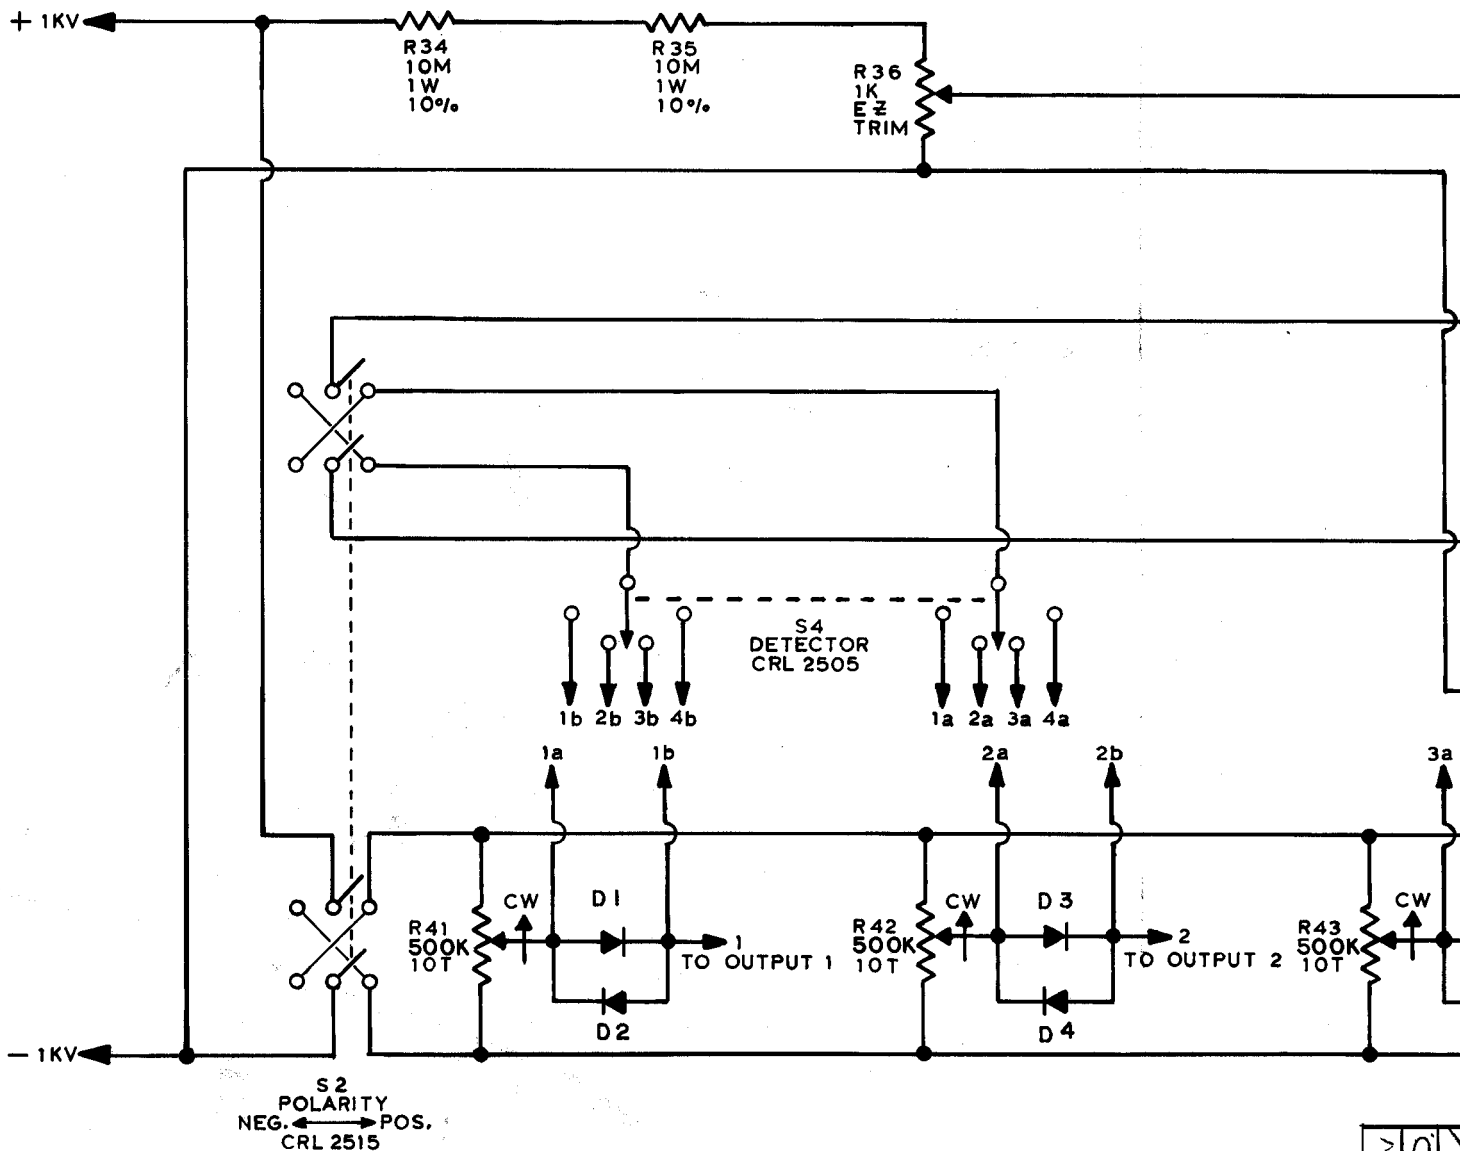 + 1KV
R34
10M
1W
10%
R35
10M
1W
10%
R36
1K
EZ
TRIM
S4
DETECTOR
CRL 2505
1b 2b 3b 4b
1a 2a 3a 4a
1a 1b
2a 2b
3a
R41
500K
10T
CW
D1
D2
1
TO OUTPUT 1
R42
500K
10T
CW
D3
D4
2
TO OUTPUT 2
R43
500K
10T
CW
- 1KV
S2
POLARITY
NEG. POS.
CRL 2515